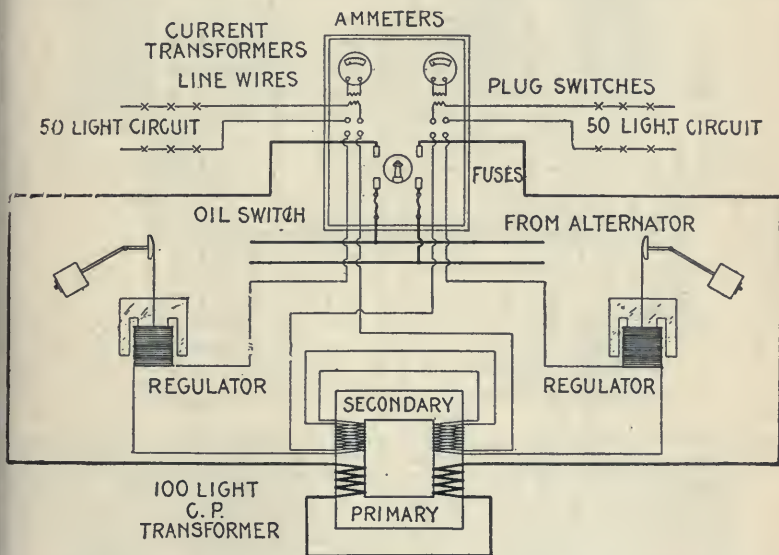 AMMETERS
CURRENT
TRANSFORMERS
LINE WIRES
PLUG SWITCHES
50 LIGHT CIRCUIT
50 LIGHT CIRCUIT
FUSES
OIL SWITCH
FROM ALTERNATOR
REGULATOR
REGULATOR
SECONDARY
100 LIGHT
C. P.
TRANSFORMER
PRIMARY